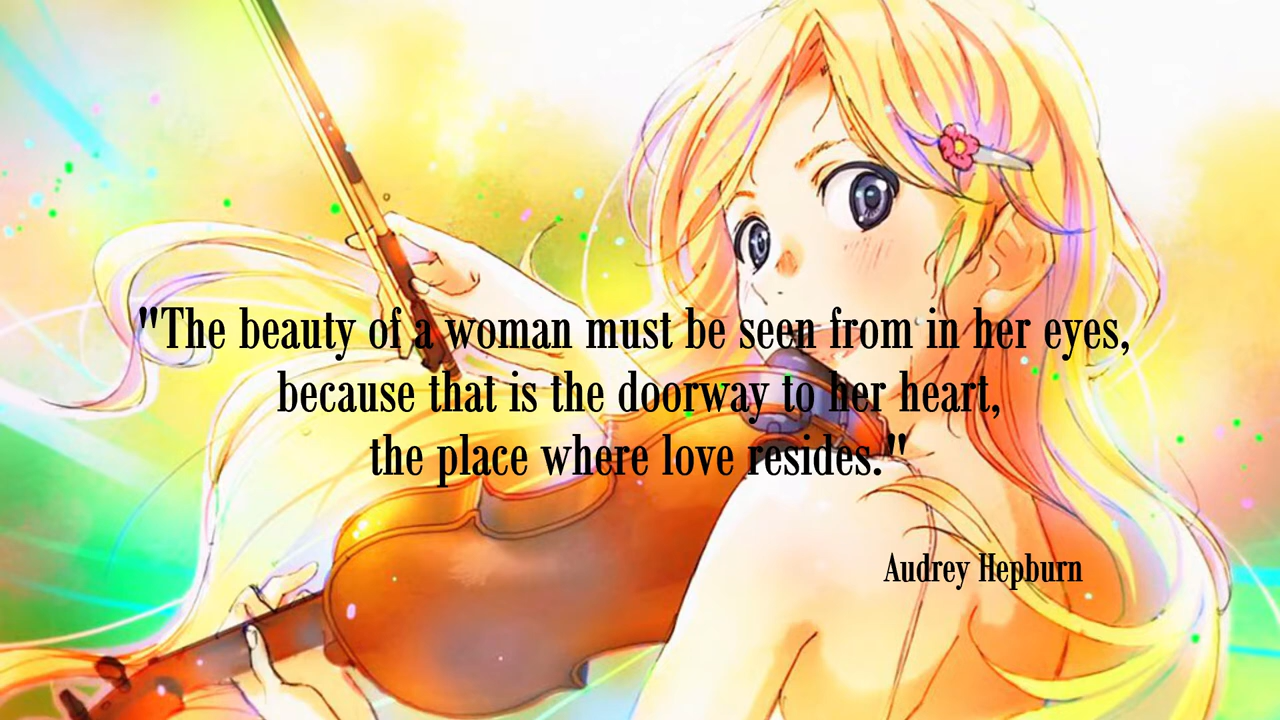 "The beauty of a woman must be seen from in her eyes,
because that is the doorway to her heart,
the place where love resides."
Audrey Hepburn